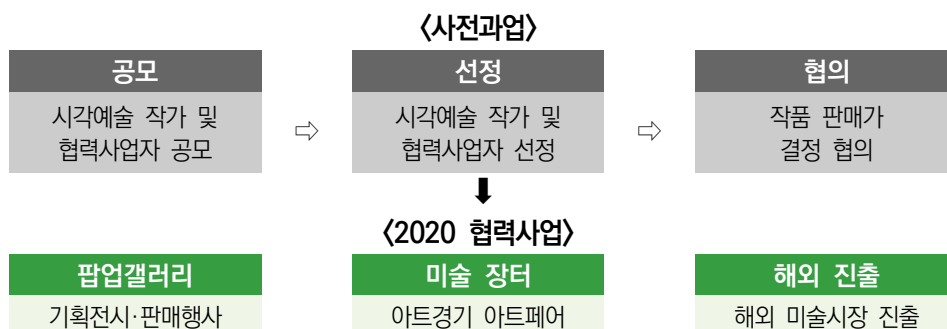 〈사전과업〉
공모
시각예술 작가 및
협력사업자 공모
⇨
선정
시각예술 작가 및
협력사업자 선정
⇨
협의
작품 판매가
결정 협의
〈2020 협력사업〉
팝업갤러리
기획전시·판매행사
미술 장터
아트경기 아트페어
해외 진출
해외 미술시장 진출